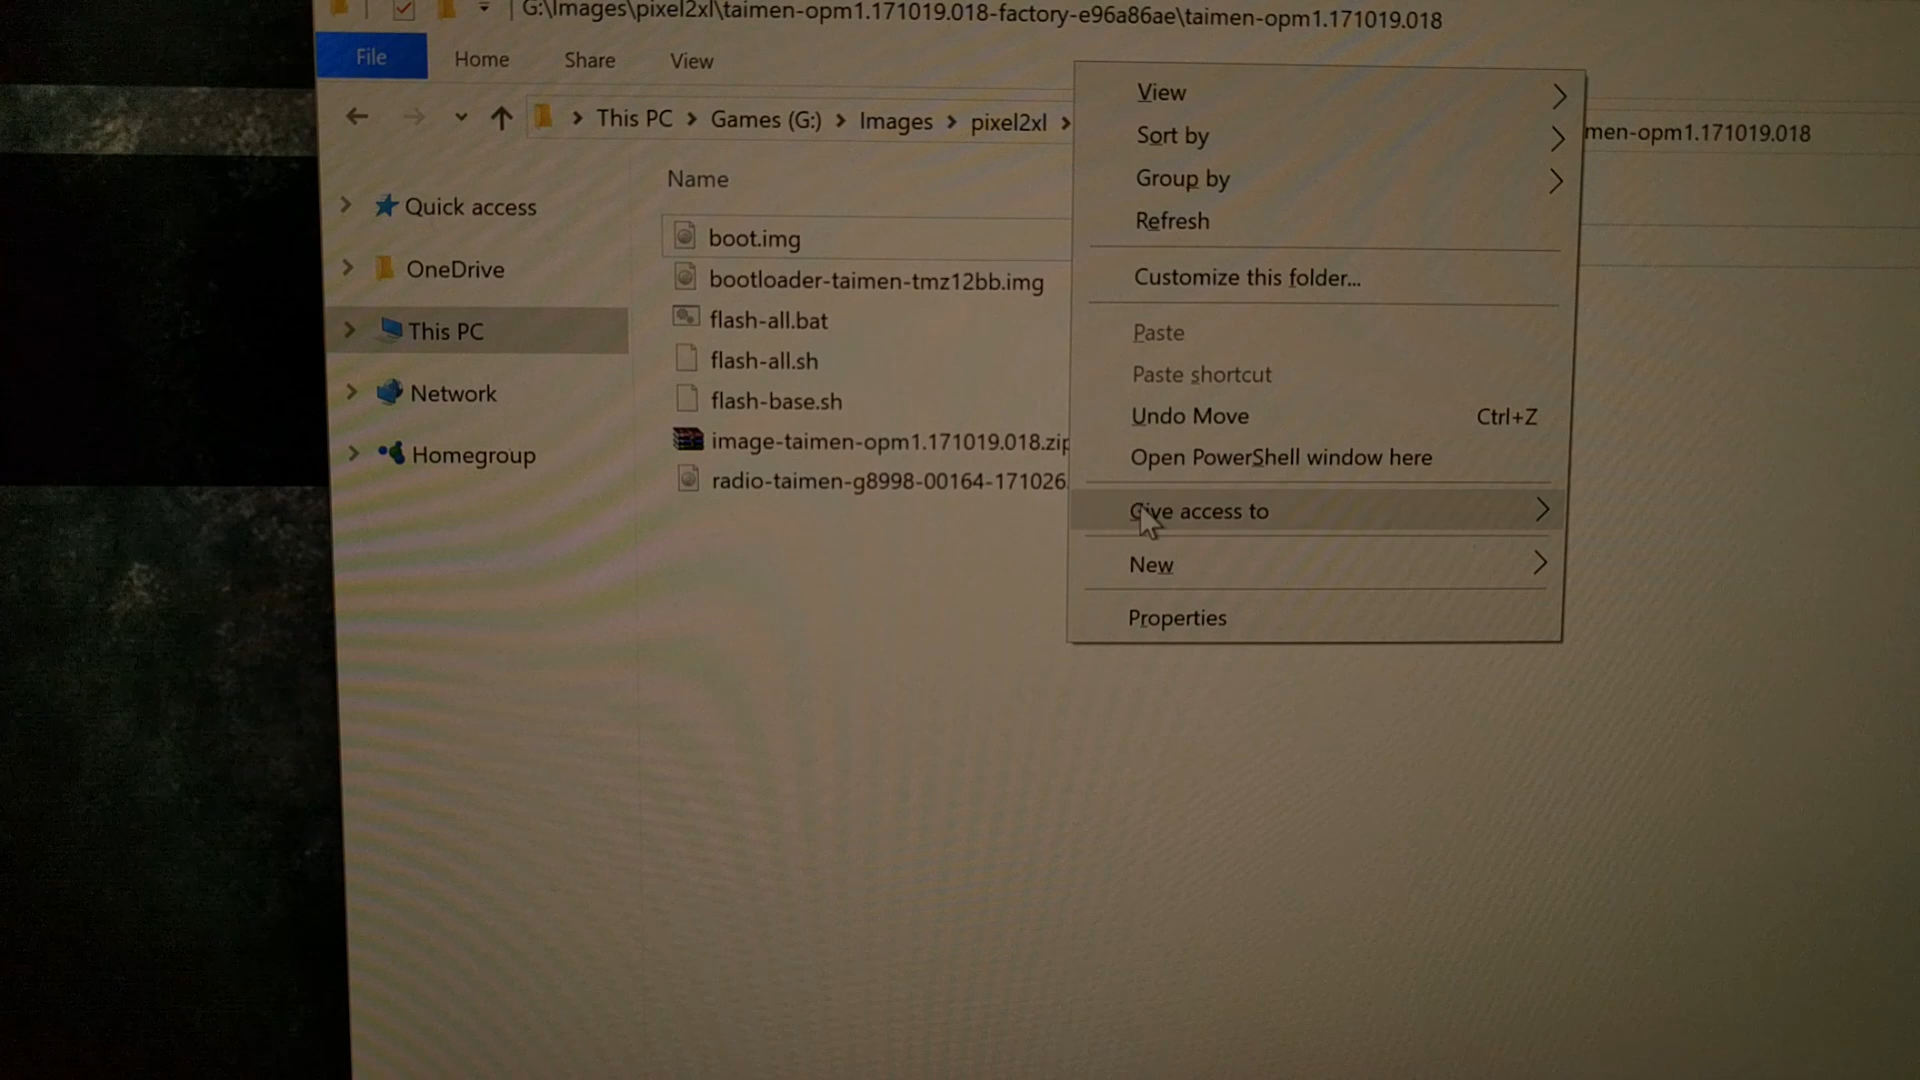 G:\Images\pixel2xl\taimen-opm1.171019.018-factory-e96a86ae\taimen-opm1.171019.018
File Home Share View
This PC Games (G:) Images pixel2xl men-opm1.171019.018
Name
Quick access
OneDrive
This PC
Network
Homegroup
boot.img
bootloader-taimen-tmz12bb.img
flash-all.bat
flash-all.sh
flash-base.sh
image-taimen-opm1.171019.018.zip
radio-taimen-g8998-00164-171026
View
Sort by
Group by
Refresh
Customize this folder...
Paste
Paste shortcut
Undo Move Ctrl+Z
Open PowerShell window here
Give access to
New
Properties